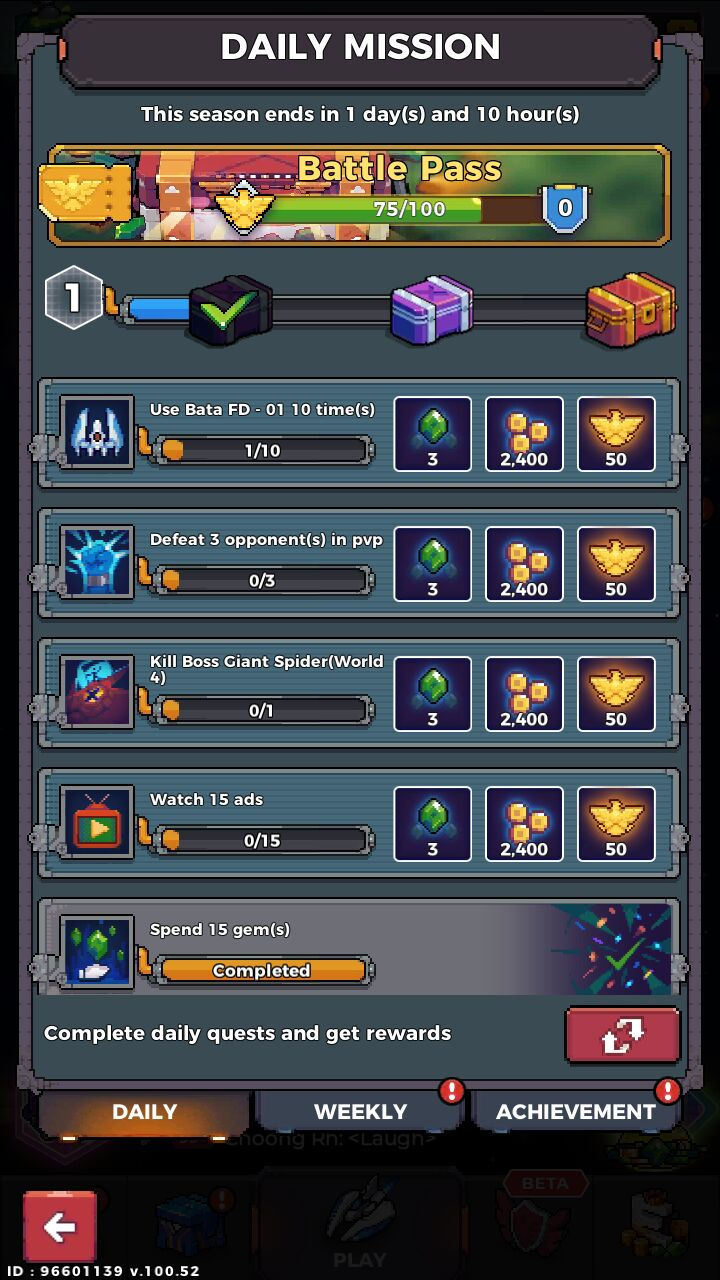 DAILY MISSION
This season ends in 1 day(s) and 10 hour(s)
Battle Pass
75/100
0
1
Use Bata FD - 01 10 time(s)
1/10
3
2,400
50
Defeat 3 opponent(s) in pvp
0/3
3
2,400
50
Kill Boss Giant Spider(World
4)
0/1
3
2,400
50
Watch 15 ads
0/15
3
2,400
50
Spend 15 gem(s)
Completed
Complete daily quests and get rewards
DAILY
WEEKLY
ACHIEVEMENT
Choong Rh: <Laugh>
BETA
PLAY
ID : 96601139 v.100.52